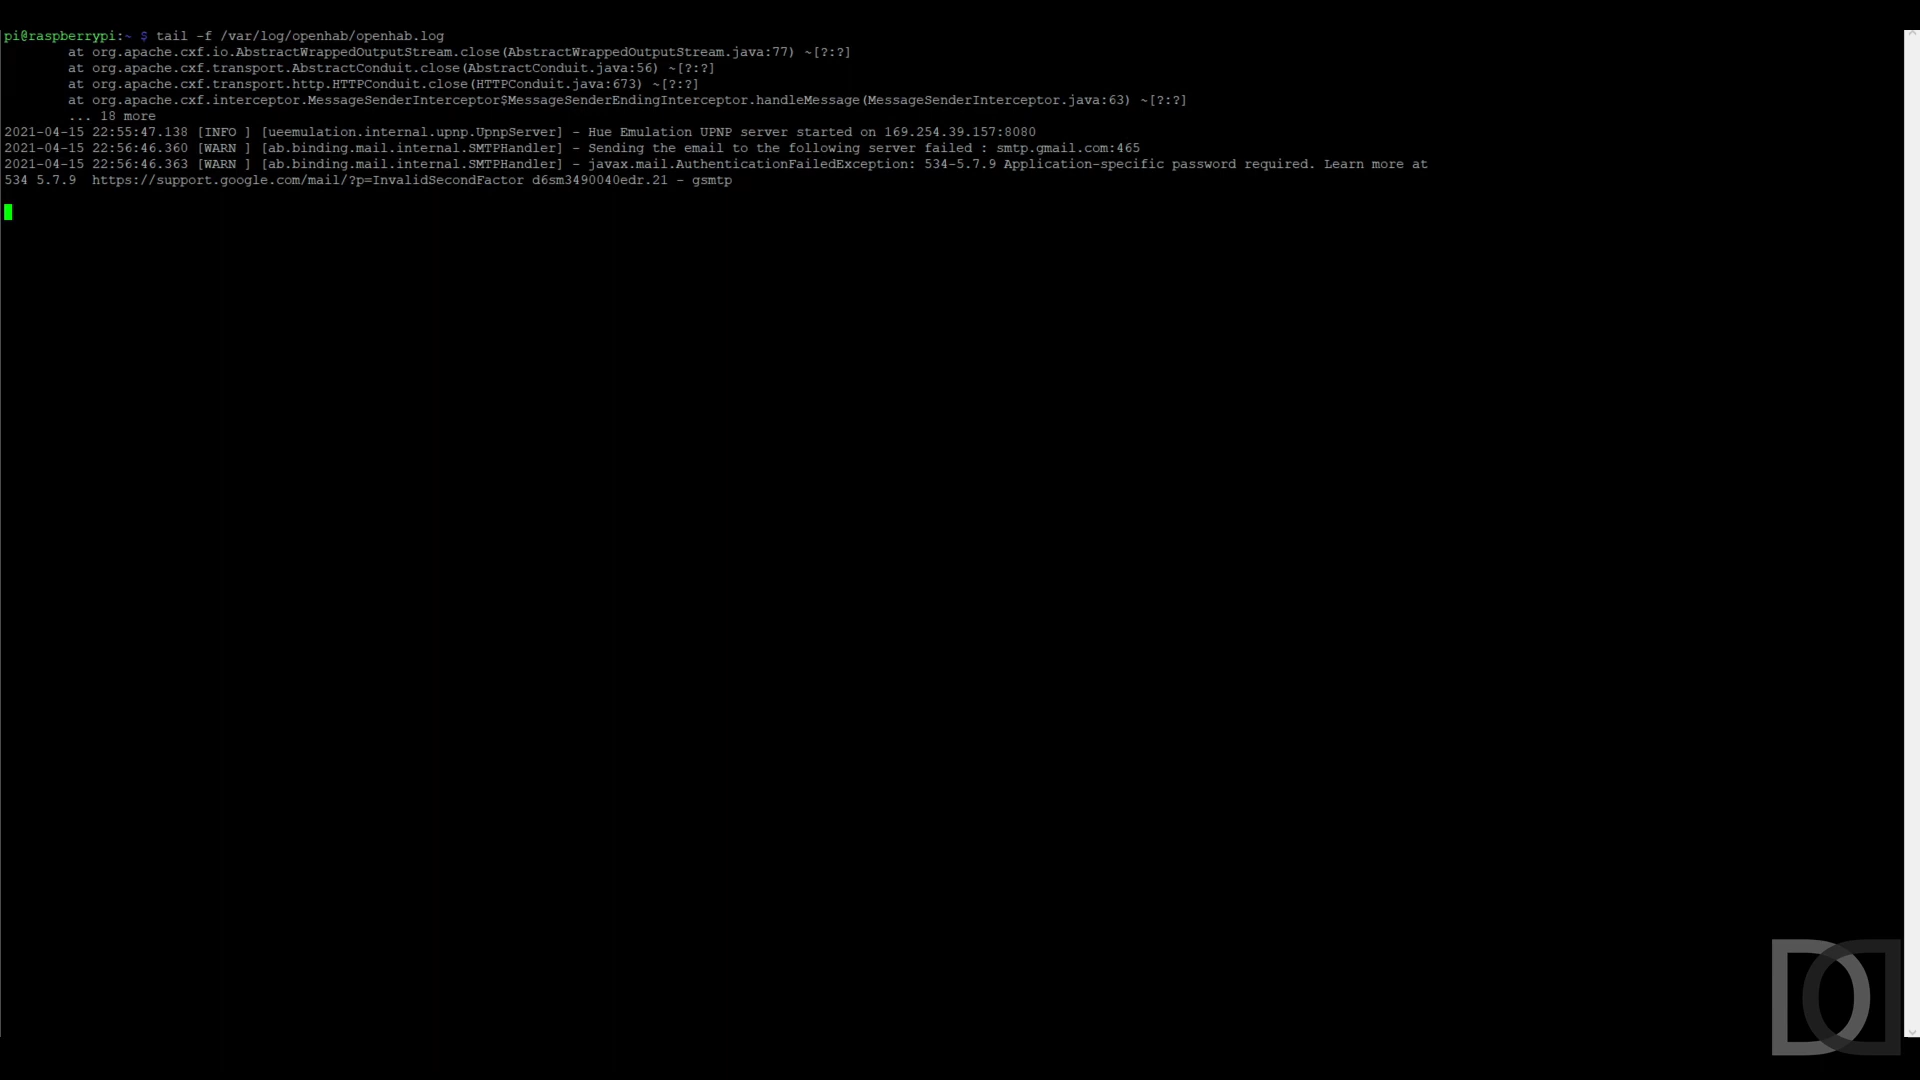 pi@raspberrypi:~ $ tail -f /var/log/openhab/openhab.log
        at org.apache.cxf.io.AbstractWrappedOutputStream.close(AbstractWrappedOutputStream.java:77) ~[?:?]
        at org.apache.cxf.transport.AbstractConduit.close(AbstractConduit.java:56) ~[?:?]
        at org.apache.cxf.transport.http.HTTPConduit.close(HTTPConduit.java:673) ~[?:?]
        at org.apache.cxf.interceptor.MessageSenderInterceptor$MessageSenderEndingInterceptor.handleMessage(MessageSenderInterceptor.java:63) ~[?:?]
        ... 18 more
2021-04-15 22:55:47.138 [INFO ] [ueemulation.internal.upnp.UpnpServer] - Hue Emulation UPNP server started on 169.254.39.157:8080
2021-04-15 22:56:46.360 [WARN ] [ab.binding.mail.internal.SMTPHandler] - Sending the email to the following server failed : smtp.gmail.com:465
2021-04-15 22:56:46.363 [WARN ] [ab.binding.mail.internal.SMTPHandler] - javax.mail.AuthenticationFailedException: 534-5.7.9 Application-specific password required. Learn more at
534 5.7.9  https://support.google.com/mail/?p=InvalidSecondFactor d6sm3490040edr.21 - gsmtp